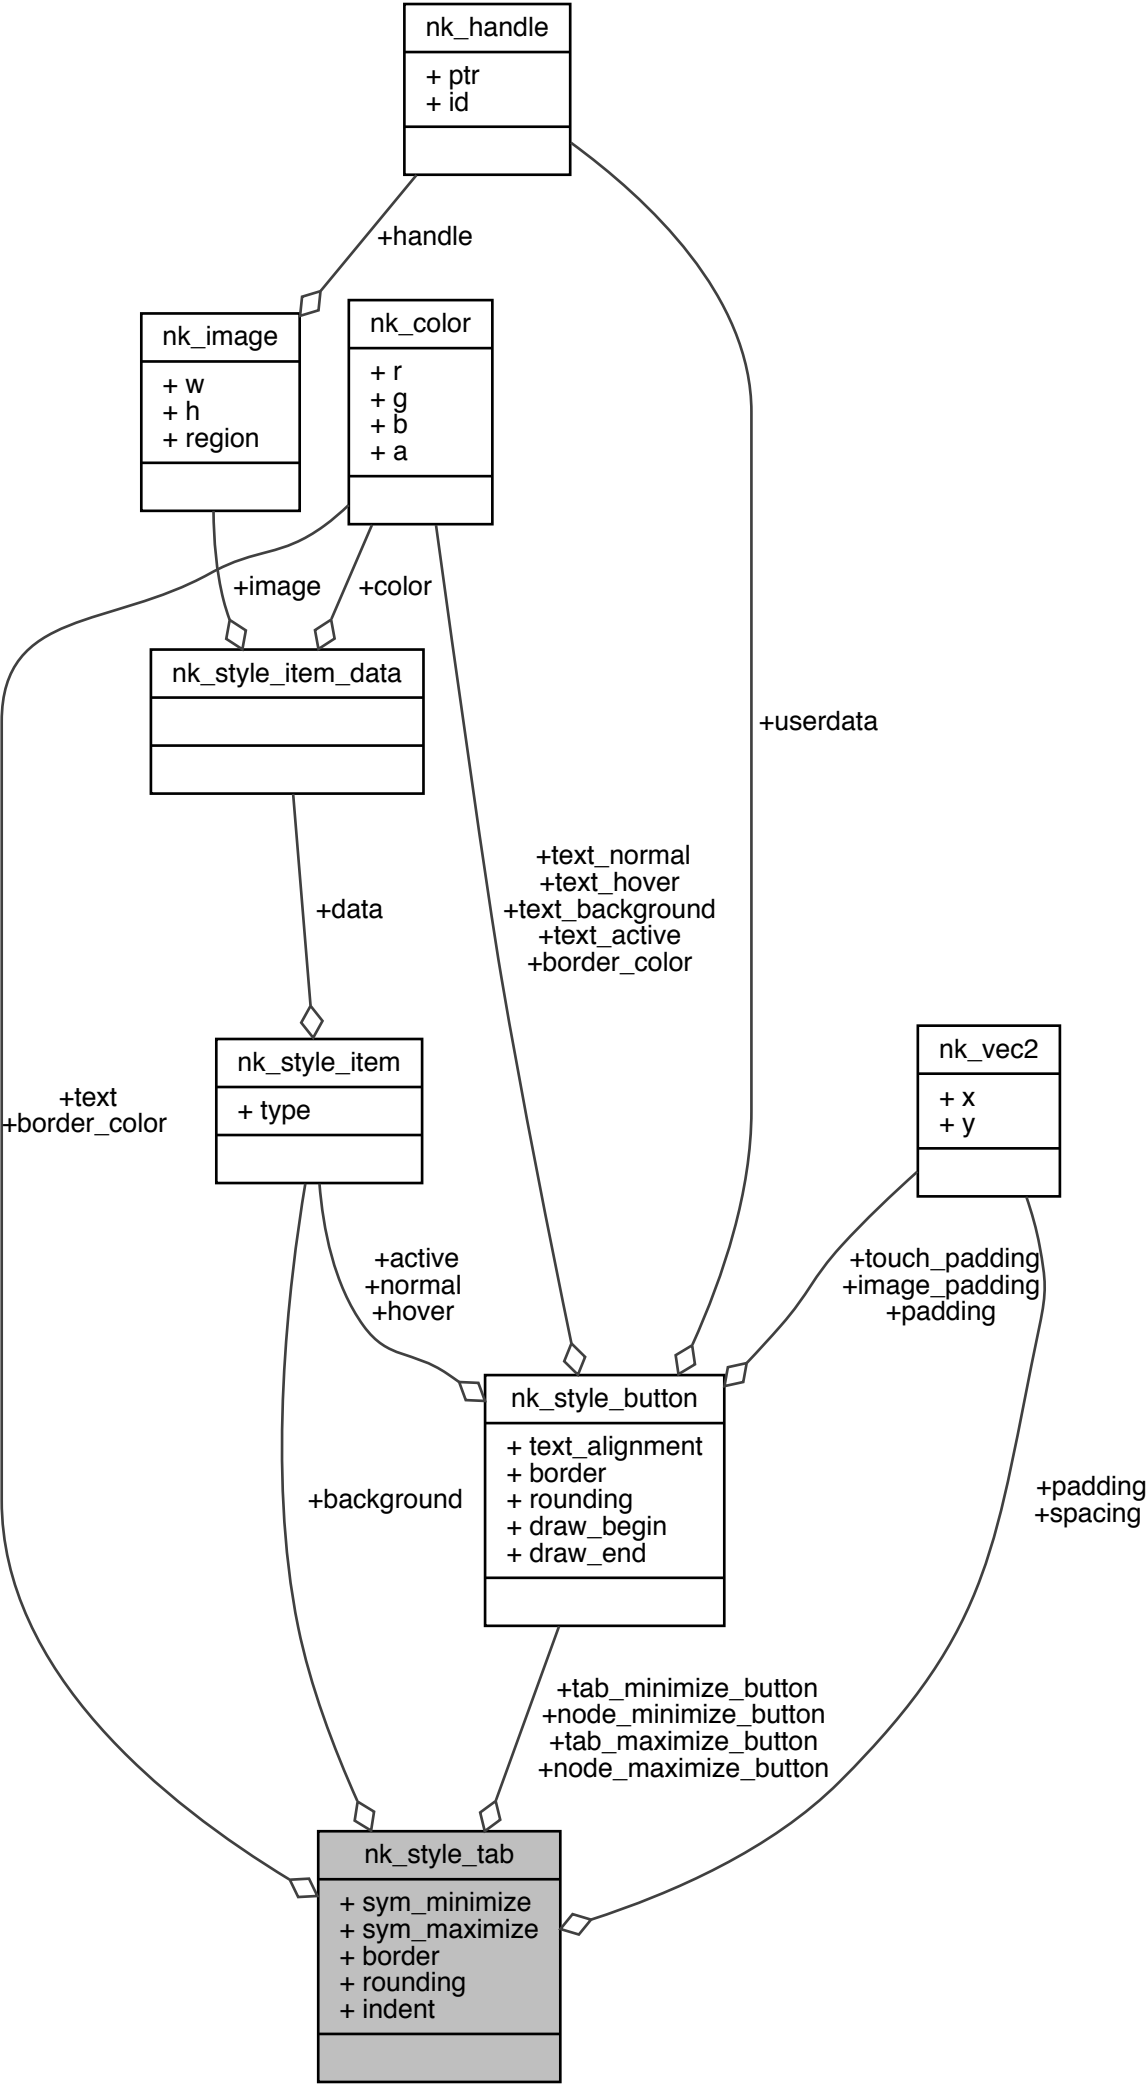 nk_handle
+ ptr
+ id
+handle
nk_image
+ w
+ h
+ region
nk_color
+ r
+ g
+ b
+ a
+image
+color
nk_style_item_data
+userdata
+text_normal
+text_hover
+text_background
+text_active
+border_color
+data
nk_style_item
+ type
nk_vec2
+ x
+ y
+text
+border_color
+active
+normal
+hover
+touch_padding
+image_padding
+padding
nk_style_button
+ text_alignment
+ border
+ rounding
+ draw_begin
+ draw_end
+background
+padding
+spacing
+tab_minimize_button
+node_minimize_button
+tab_maximize_button
+node_maximize_button
nk_style_tab
+ sym_minimize
+ sym_maximize
+ border
+ rounding
+ indent